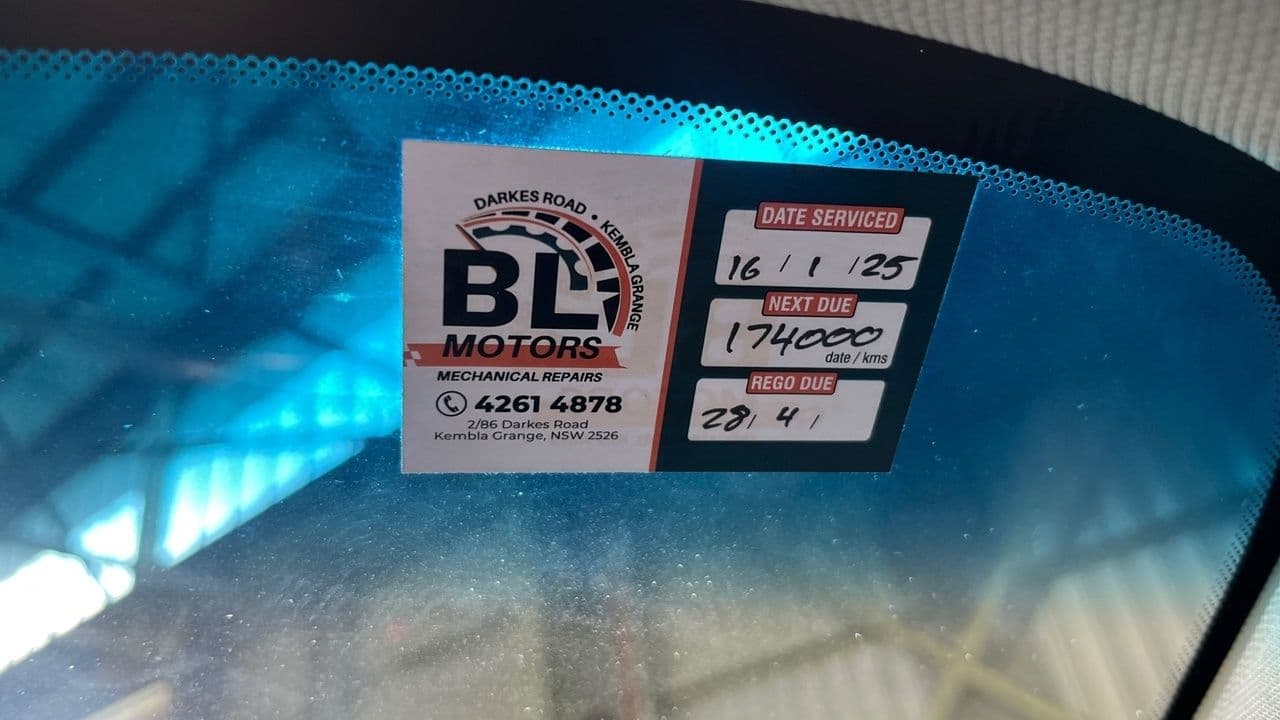 DARKES ROAD • KEMBLA GRANGE
BL
MOTORS
MECHANICAL REPAIRS
4261 4878
2/86 Darkes Road
Kembla Grange, NSW 2526
DATE SERVICED
16 / 1 / 25
NEXT DUE
174000
date / kms
REGO DUE
28 / 4 /